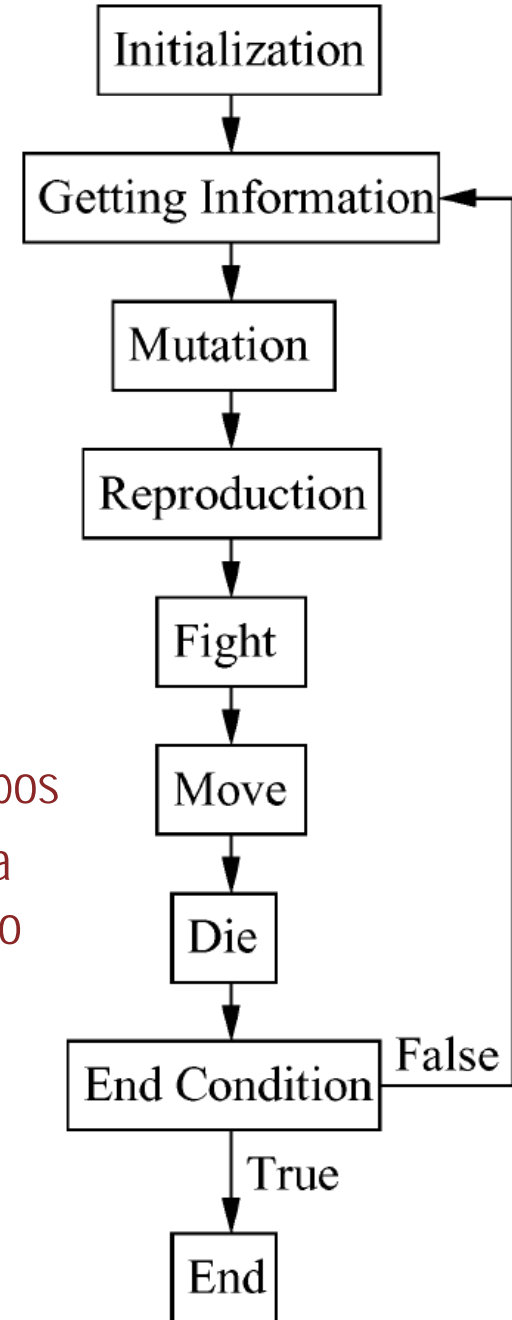 Initialization
Getting Information
Mutation
Reproduction
Fight
Move
Die
End Condition
False
True
End